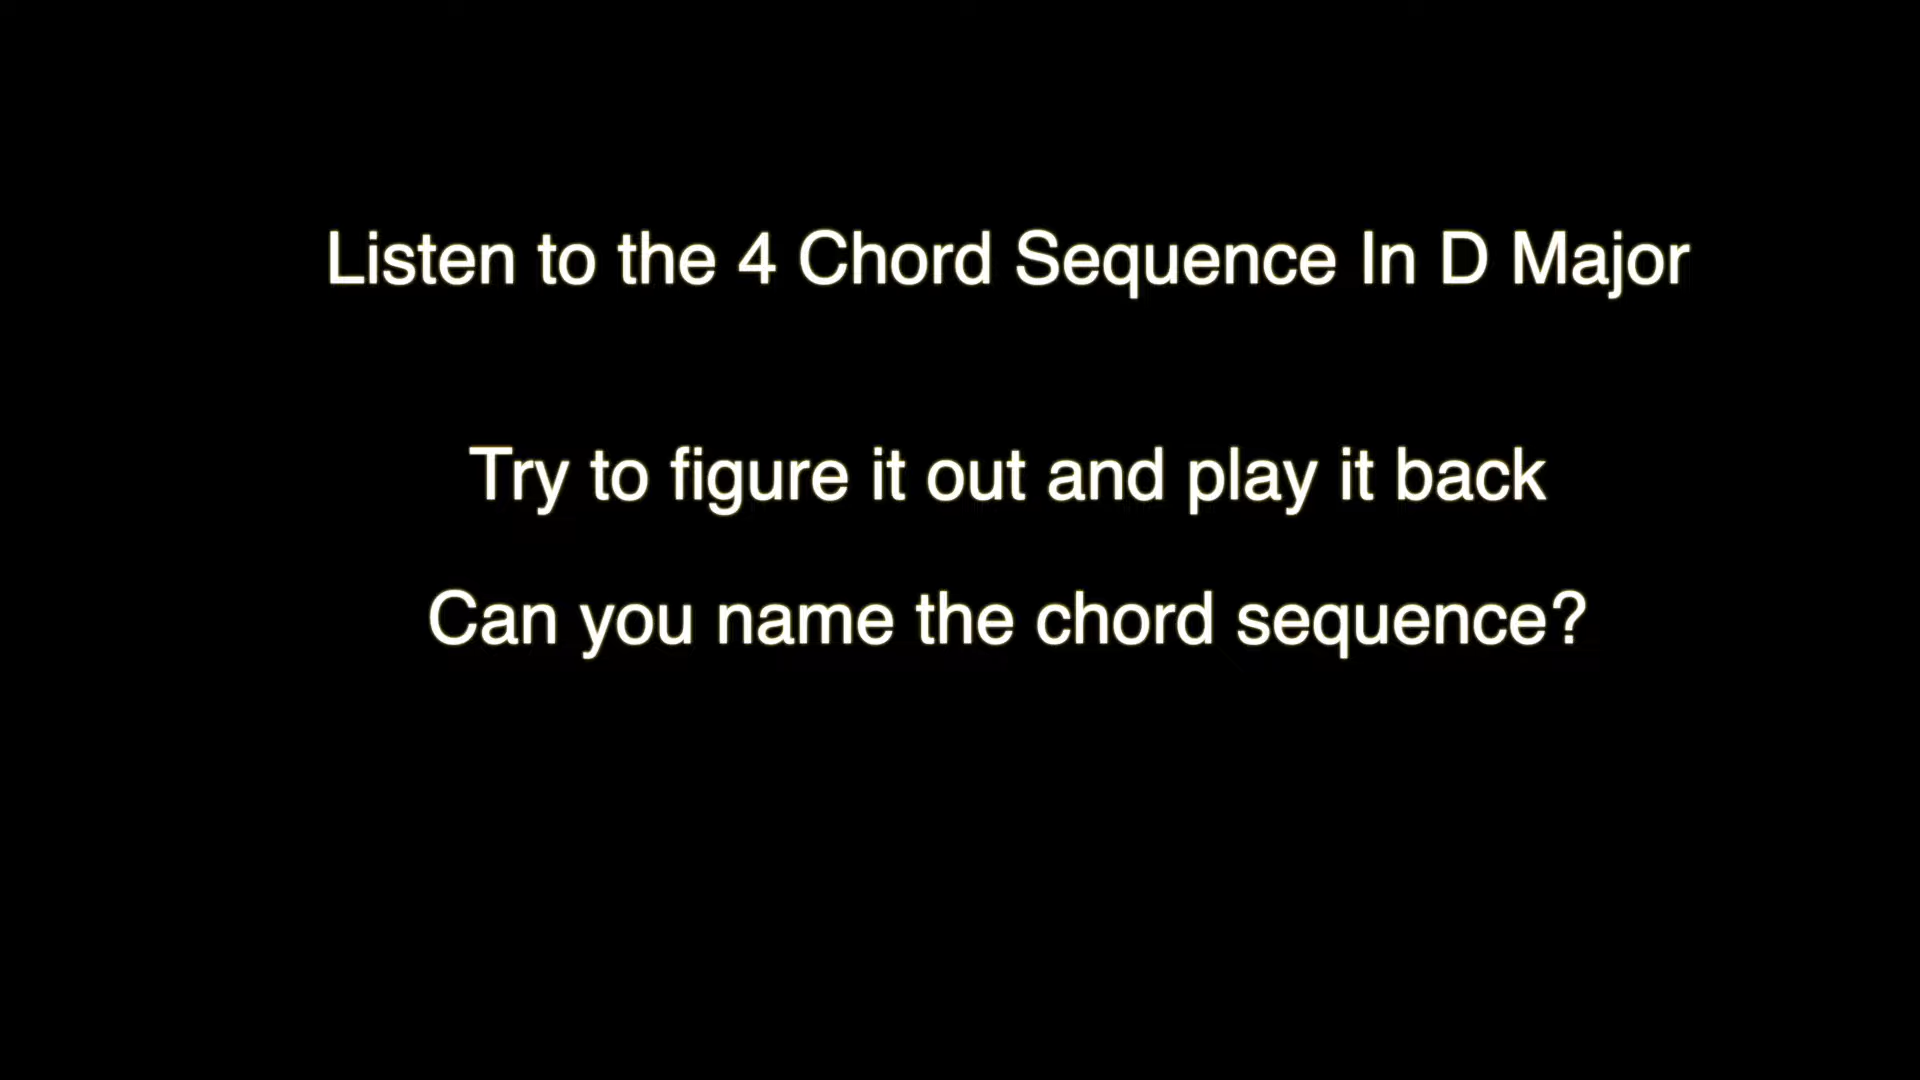 Listen to the 4 Chord Sequence In D Major
Try to figure it out and play it back
Can you name the chord sequence?